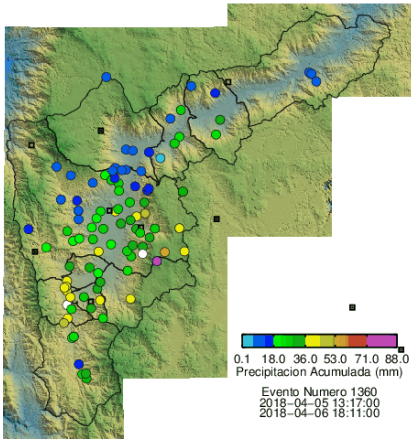 0.1 18.0 36.0 53.0 71.0 88.0
Precipitacion Acumulada (mm)
Evento Numero 1360
2018-04-05 13:17:00
2018-04-06 18:11:00